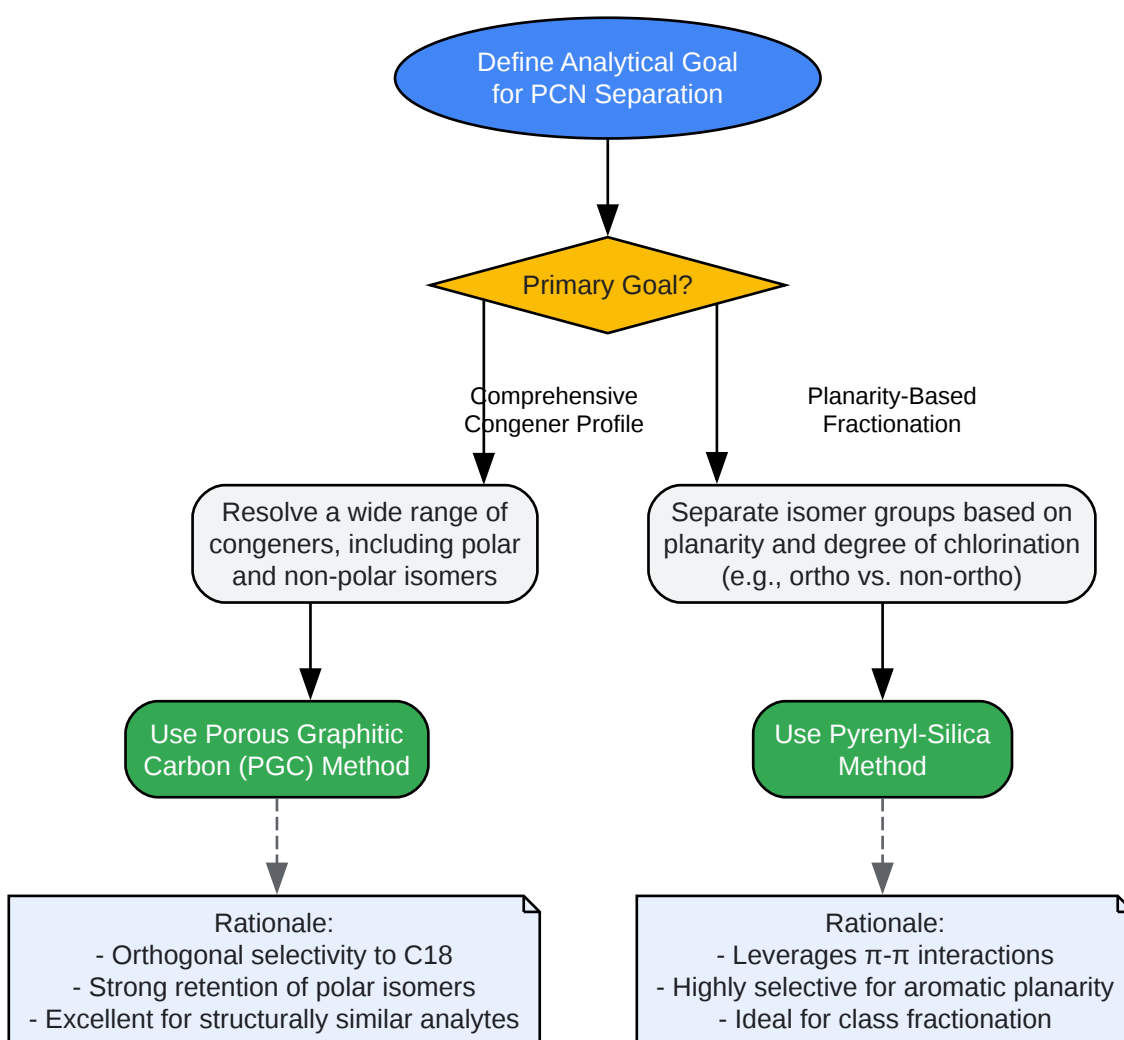 Define Analytical Goal
for PCN Separation
Primary Goal?
Comprehensive
Congener Profile
Planarity-Based
Fractionation
Resolve a wide range of
congeners, including polar
and non-polar isomers
Separate isomer groups based on
planarity and degree of chlorination
(e.g., ortho vs. non-ortho)
Use Porous Graphitic
Carbon (PGC) Method
Use Pyrenyl-Silica
Method
Rationale:
- Orthogonal selectivity to C18
- Strong retention of polar isomers
- Excellent for structurally similar analytes
Rationale:
- Leverages π-π interactions
- Highly selective for aromatic planarity
- Ideal for class fractionation